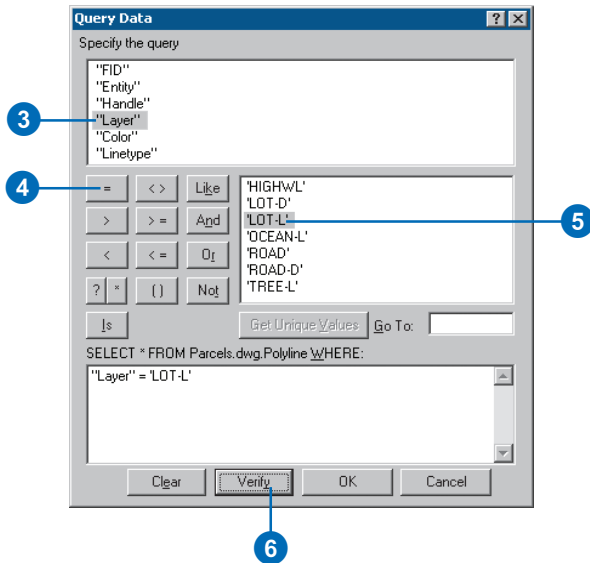 Query Data ? X
Specify the query
"FID"
"Entity"
"Handle"
3
"Layer"
"Color"
"Linetype"
4
= <> Like
> >= And
< <= Or
? * () Not
Is
'HIGHWL'
'LOT-D'
'LOT-L'
5
'OCEAN-L'
'ROAD'
'ROAD-D'
'TREE-L'
Get Unique Values Go To:
SELECT * FROM Parcels.dwg.Polyline WHERE:
"Layer" = 'LOT-L'
Clear Verify OK Cancel
6